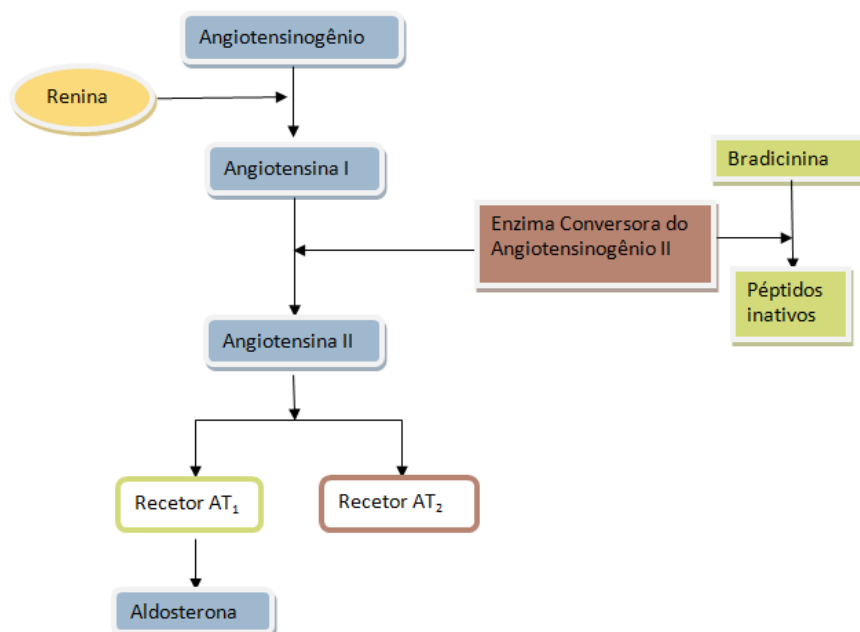 Angiotensinogênio
Renina
Angiotensina I
Bradicinina
Enzima Conversora do
Angiotensinogênio II
Péptidos
inativos
Angiotensina II
Recetor AT₁
Recetor AT₂
Aldosterona